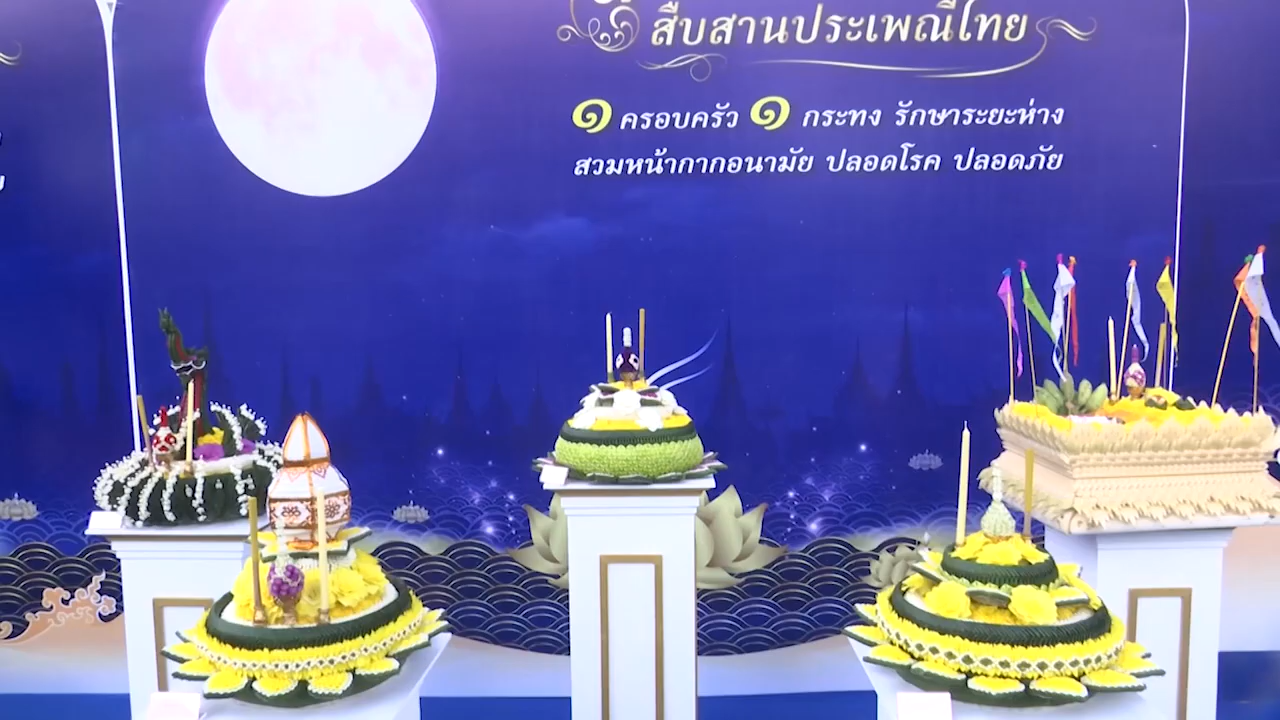 สืบสานประเพณีไทย
๑ ครอบครัว ๑ กระทง รักษาระยะห่าง
สวมหน้ากากอนามัย ปลอดโรค ปลอดภัย